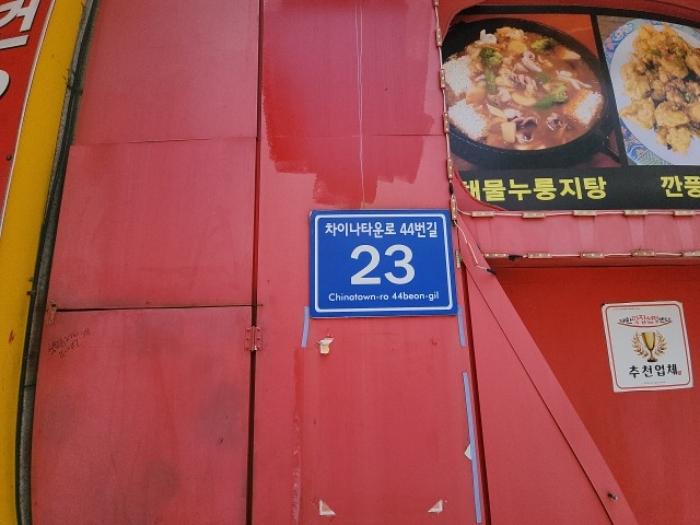 차이나타운로 44번길
23
Chinatown-ro 44beon-gil
해물누룽지탕
깐풍
추천업체